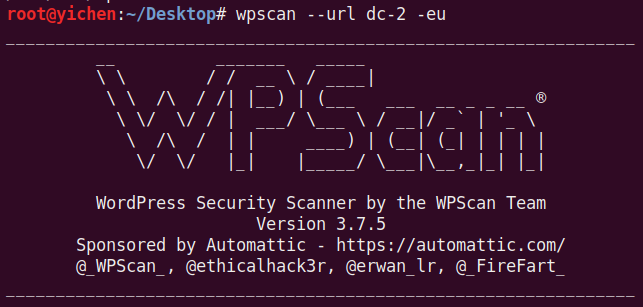 root@yichen:~/Desktop# wpscan --url dc-2 -eu
_______________________________________________________________
WPScan ®
WordPress Security Scanner by the WPScan Team
Version 3.7.5
Sponsored by Automattic - https://automattic.com/
@_WPScan_, @ethicalhack3r, @erwan_lr, @_FireFart_
_______________________________________________________________